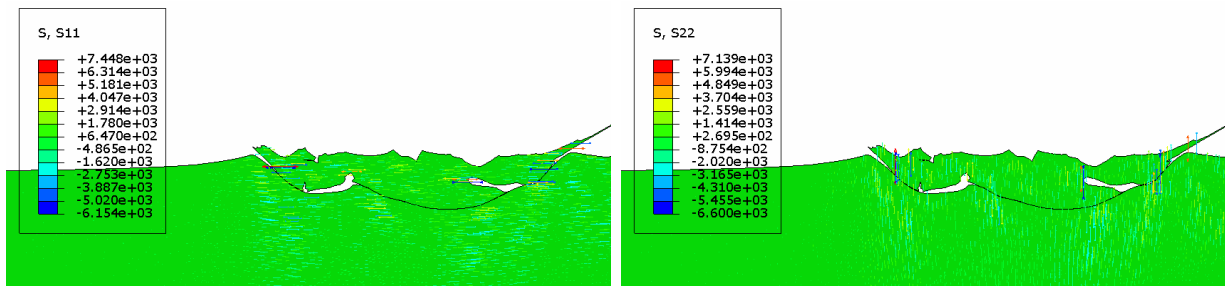 S, S11
+7.448e+03
+6.314e+03
+5.181e+03
+4.047e+03
+2.914e+03
+1.780e+03
+6.470e+02
-4.865e+02
-1.620e+03
-2.753e+03
-3.887e+03
-5.020e+03
-6.154e+03
S, S22
+7.139e+03
+5.994e+03
+4.849e+03
+3.704e+03
+2.559e+03
+1.414e+03
+2.695e+02
-8.754e+02
-2.020e+03
-3.165e+03
-4.310e+03
-5.455e+03
-6.600e+03